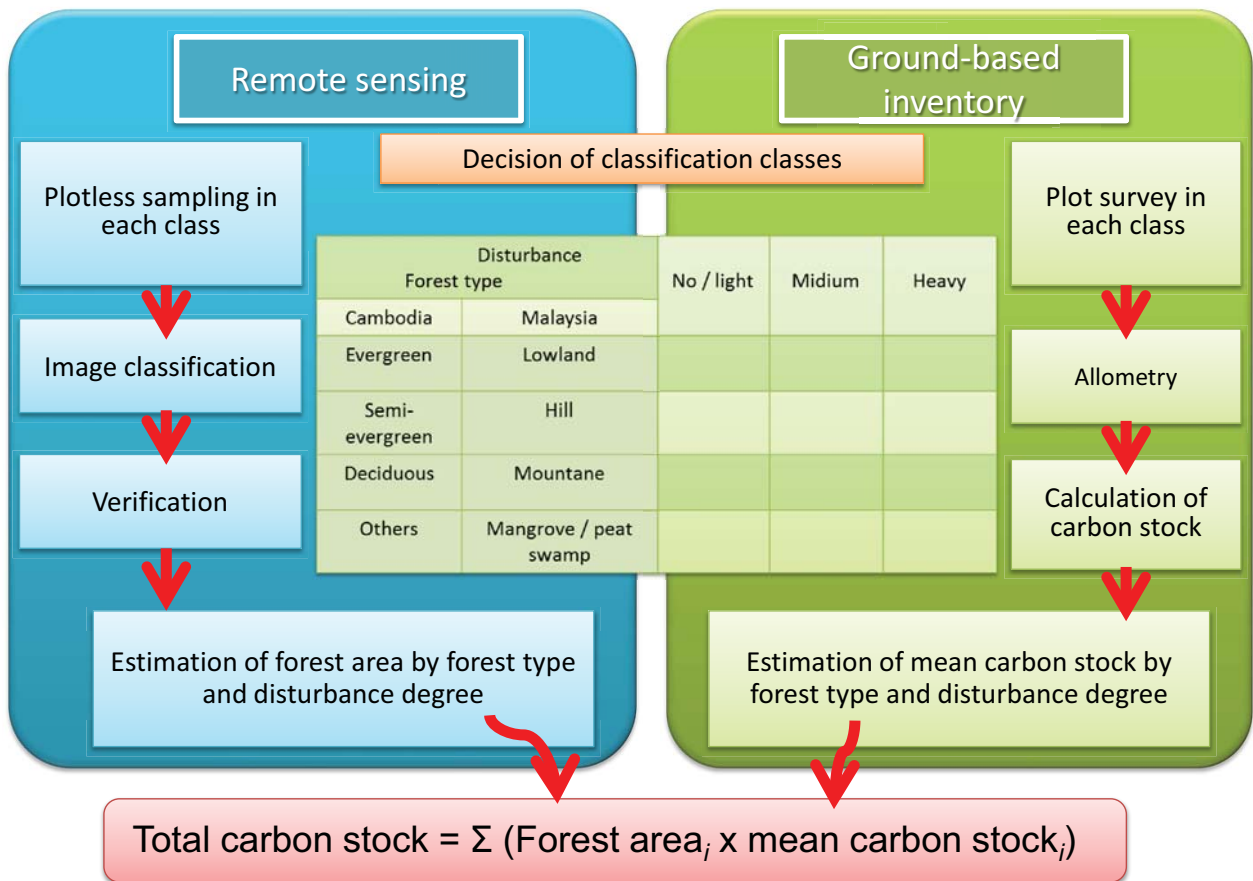 Remote sensing
Ground-based
inventory
Decision of classification classes
Plotless sampling in
each class
Image classification
Verification
Estimation of forest area by forest type
and disturbance degree
Disturbance
Forest type
No / light
Midium
Heavy
Cambodia
Malaysia
Evergreen
Lowland
Semi-
evergreen
Hill
Deciduous
Mountane
Others
Mangrove / peat
swamp
Plot survey in
each class
Allometry
Calculation of
carbon stock
Estimation of mean carbon stock by
forest type and disturbance degree
Total carbon stock = Σ (Forest areaᵢ x mean carbon stockᵢ)